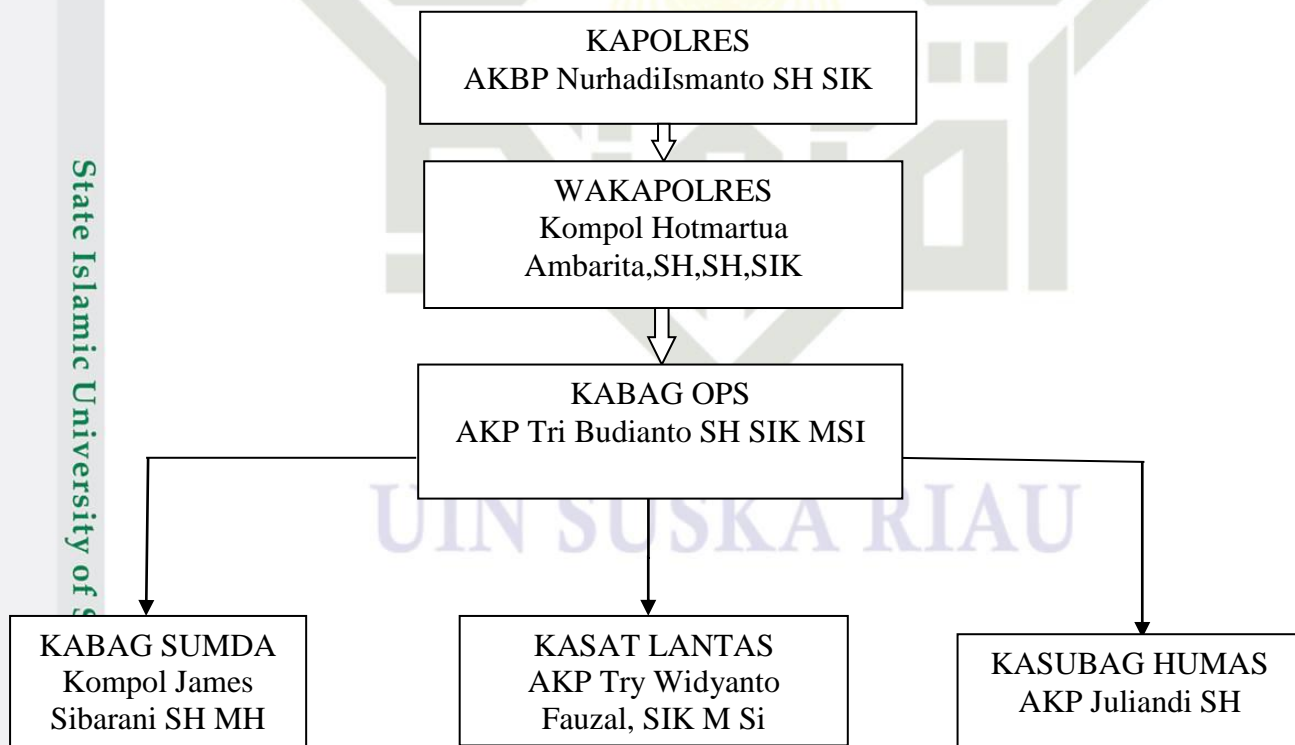 KAPOLRES
AKBP NurhadiIsmanto SH SIK
WAKAPOLRES
Kompol Hotmartua
Ambarita,SH,SH,SIK
KABAG OPS
AKP Tri Budianto SH SIK MSI
UIN SUSKA RIAU
State Islamic University of S
KABAG SUMDA
Kompol James
Sibarani SH MH
KASAT LANTAS
AKP Try Widyanto
Fauzal, SIK M Si
KASUBAG HUMAS
AKP Juliandi SH